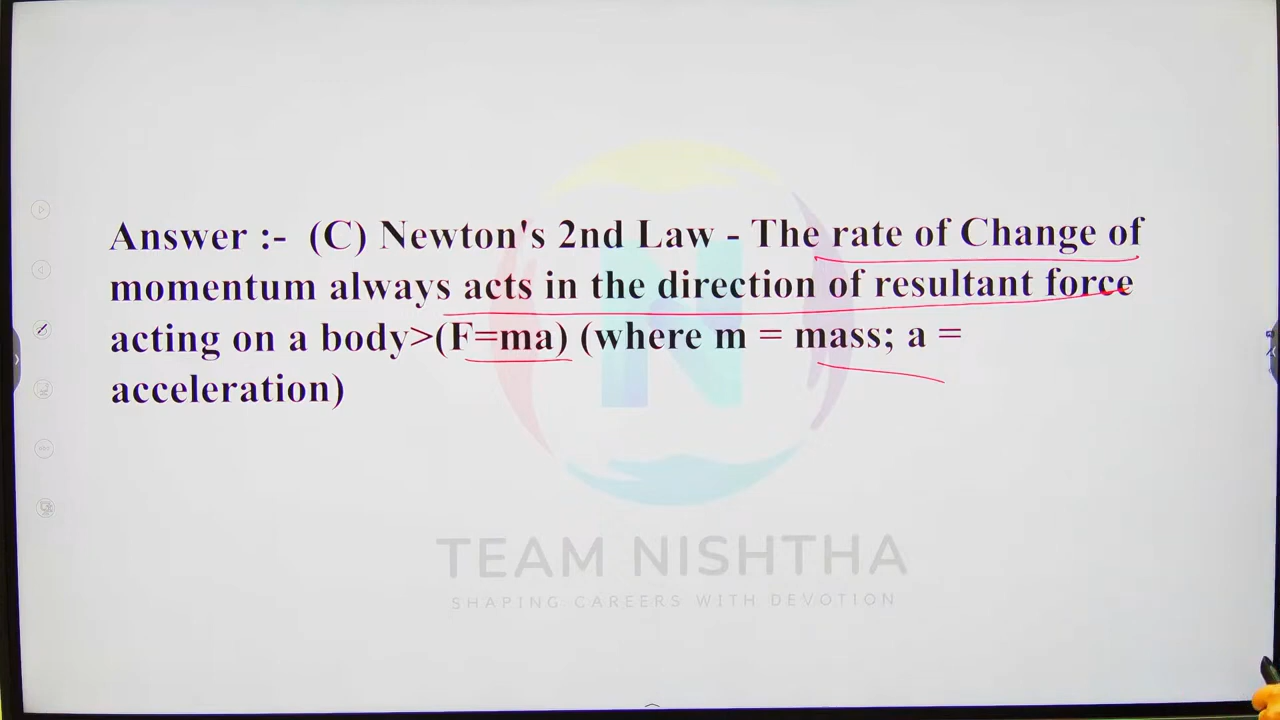 Answer :- (C) Newton's 2nd Law - The rate of Change of
momentum always acts in the direction of resultant force
acting on a body>(F=ma) (where m = mass; a =
acceleration)
TEAM NISHTHA
SHAPING CAREERS WITH DEVOTION